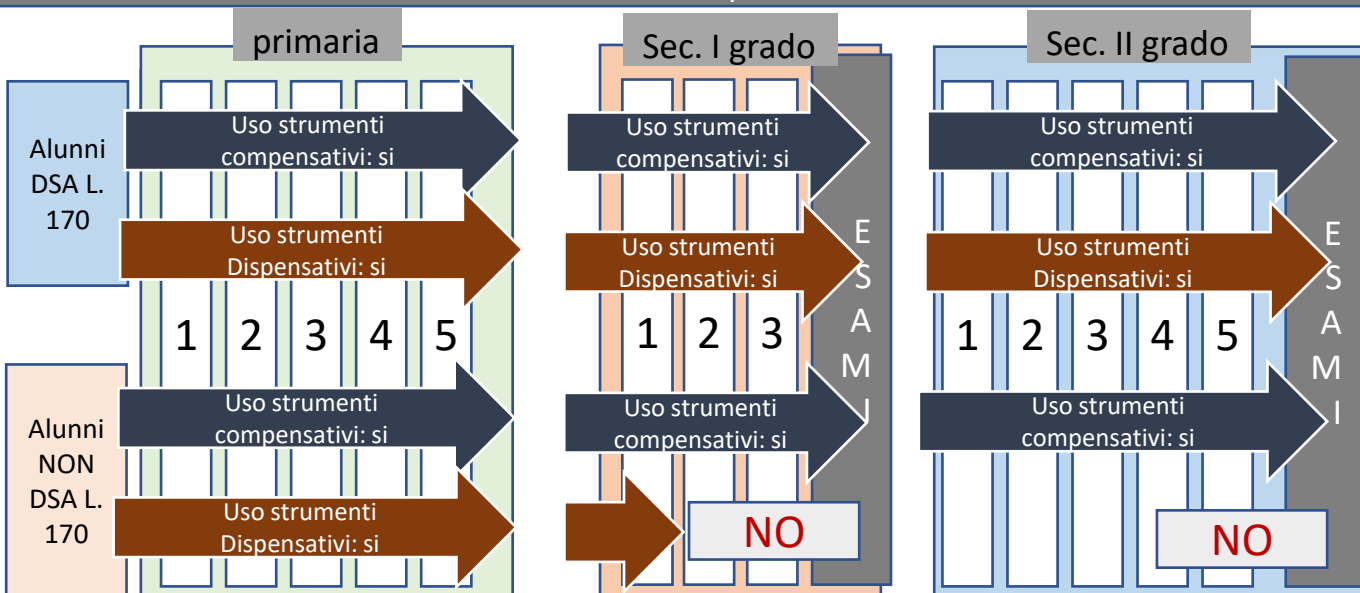 primaria
Sec. I grado
Sec. II grado
Alunni
DSA L.
170
Uso strumenti
compensativi: si
Uso strumenti
Dispensativi: si
Uso strumenti
compensativi: si
Uso strumenti
Dispensativi: si
Uso strumenti
compensativi: si
Uso strumenti
Dispensativi: si
1 2 3 4 5
1 2 3
1 2 3 4 5
E
S
A
M
I
E
S
A
M
I
Alunni
NON
DSA L.
170
Uso strumenti
compensativi: si
Uso strumenti
Dispensativi: si
Uso strumenti
compensativi: si
NO
Uso strumenti
compensativi: si
NO